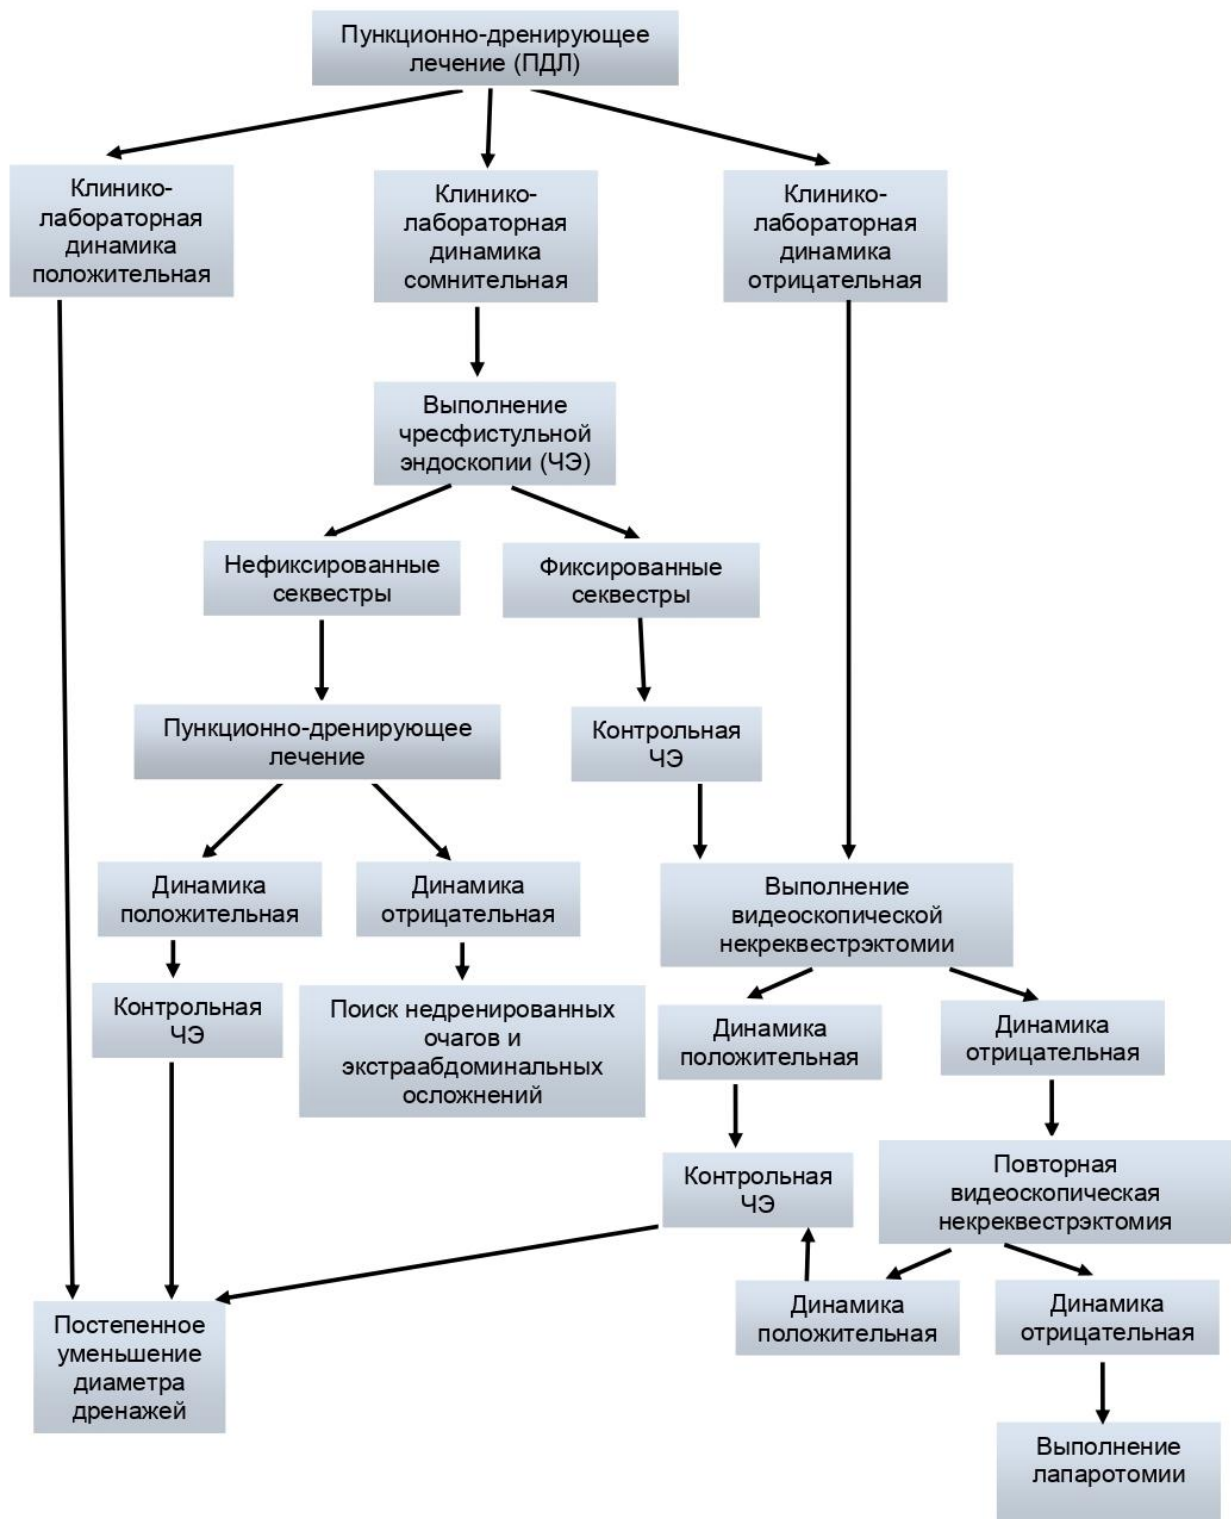 Пункционно-дренирующее
лечение (ПДЛ)
Клинико-
лабораторная
динамика
положительная
Клинико-
лабораторная
динамика
сомнительная
Клинико-
лабораторная
динамика
отрицательная
Выполнение
чресфистульной
эндоскопии (ЧЭ)
Нефиксированные
секвестры
Фиксированные
секвестры
Пункционно-дренирующее
лечение
Контрольная
ЧЭ
Динамика
положительная
Динамика
отрицательная
Выполнение
видеоскопической
некреквестрэктомии
Контрольная
ЧЭ
Поиск недренированных
очагов и
экстраабдоминальных
осложнений
Динамика
положительная
Динамика
отрицательная
Контрольная
ЧЭ
Повторная
видеоскопическая
некреквестрэктомия
Динамика
положительная
Динамика
отрицательная
Постепенное
уменьшение
диаметра
дренажей
Выполнение
лапаротомии